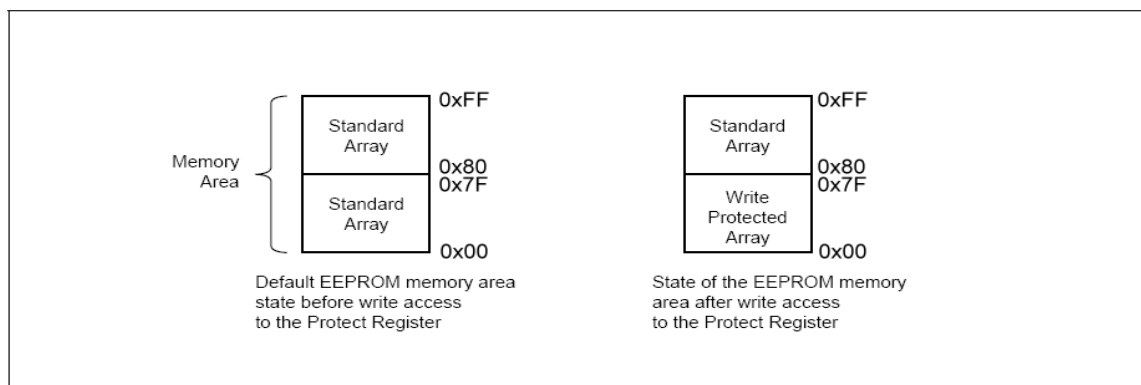 Memory
Area
Standard
Array
Standard
Array
0xFF
0x80
0x7F
0x00
Default EEPROM memory area
state before write access
to the Protect Register
Standard
Array
Write
Protected
Array
0xFF
0x80
0x7F
0x00
State of the EEPROM memory
area after write access
to the Protect Register